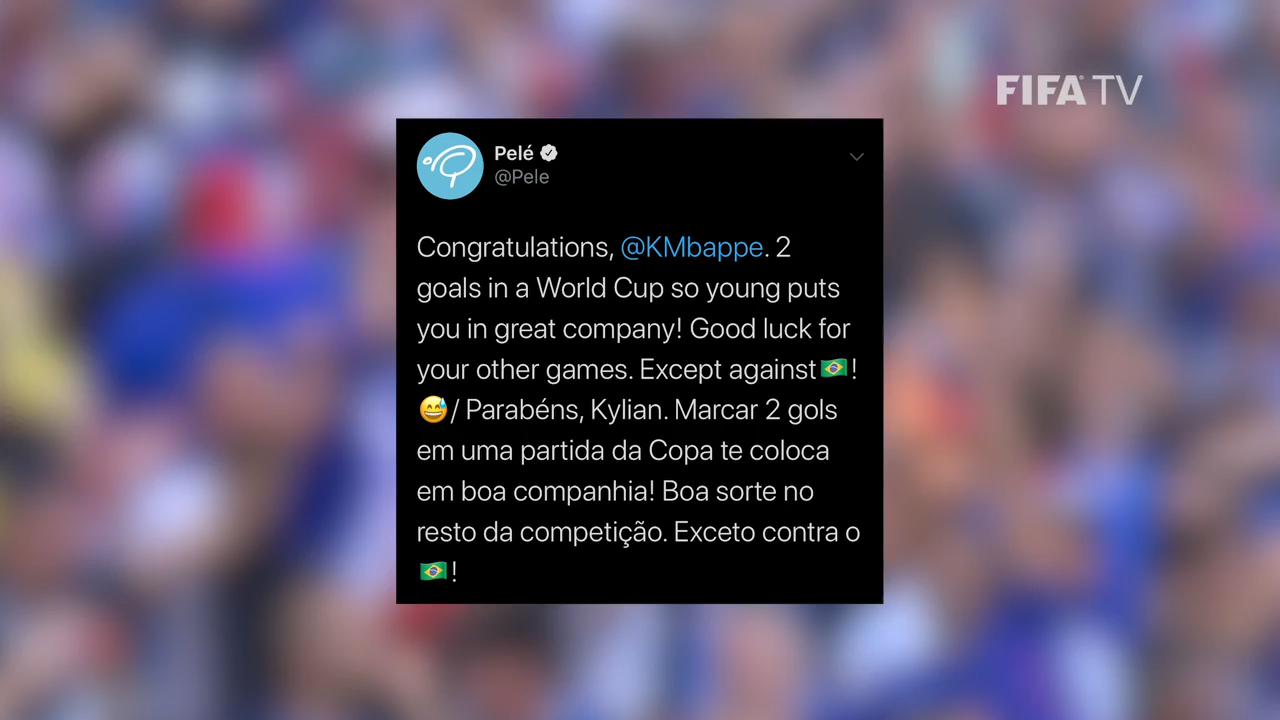 FIFA TV
Pelé
@Pele
Congratulations, @KMbappe. 2
goals in a World Cup so young puts
you in great company! Good luck for
your other games. Except against🇧🇷!
😅/ Parabéns, Kylian. Marcar 2 gols
em uma partida da Copa te coloca
em boa companhia! Boa sorte no
resto da competição. Exceto contra o
🇧🇷!